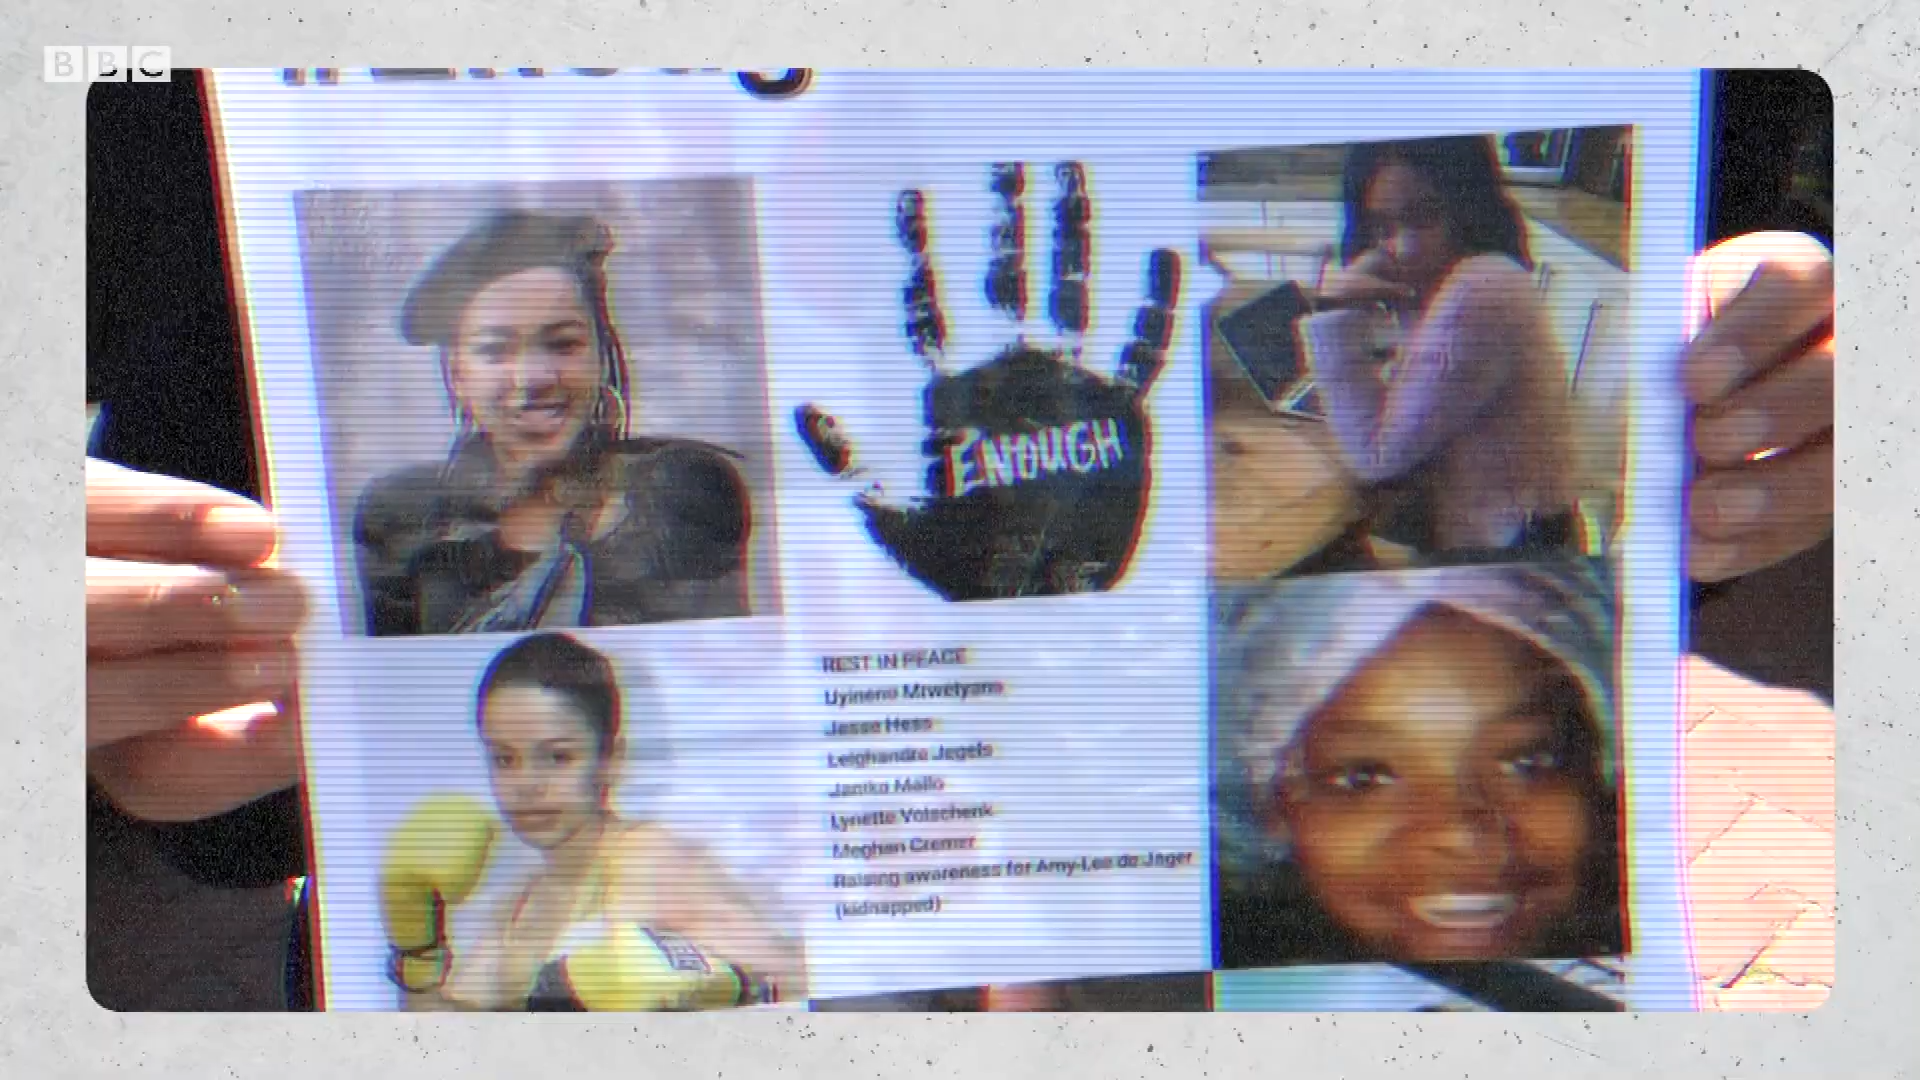 BBC
ENOUGH
REST IN PEACE
Uyinene Mrwetyana
Jesse Hess
Leighandre Jegels
Janika Mallo
Lynette Volschenk
Meghan Cremer
Raising awareness for Amy-Lee de Jager
(kidnapped)